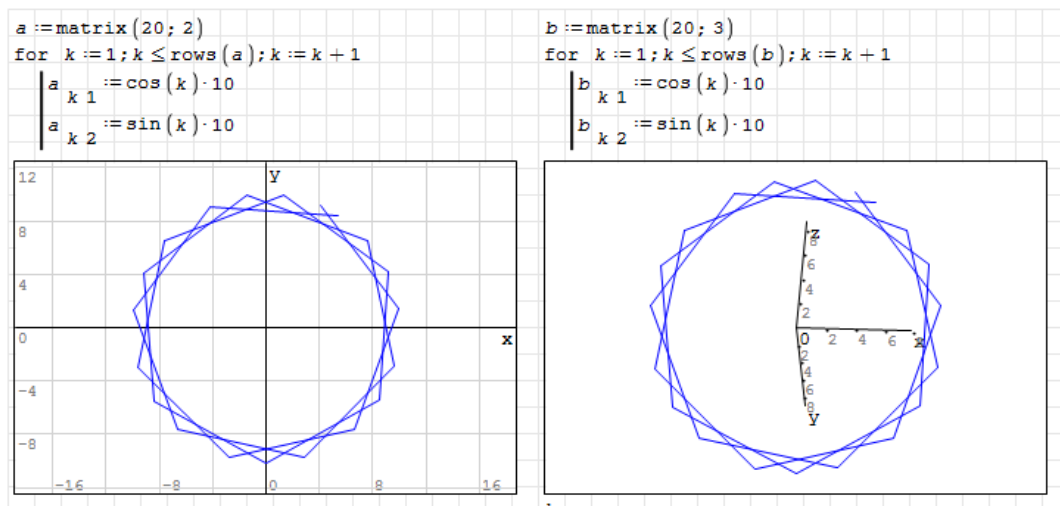 a:=matrix(20; 2)
for k:=1;k≤rows(a);k:=k+1
a k 1 :=cos(k)·10
a k 2 :=sin(k)·10
12
y
8
4
0
x
-4
-8
-16
-8
0
8
16
b:=matrix(20; 3)
for k:=1;k≤rows(b);k:=k+1
b k 1 :=cos(k)·10
b k 2 :=sin(k)·10
z
8
6
4
2
0 2 4 6 8 x
2
4
6
8
y